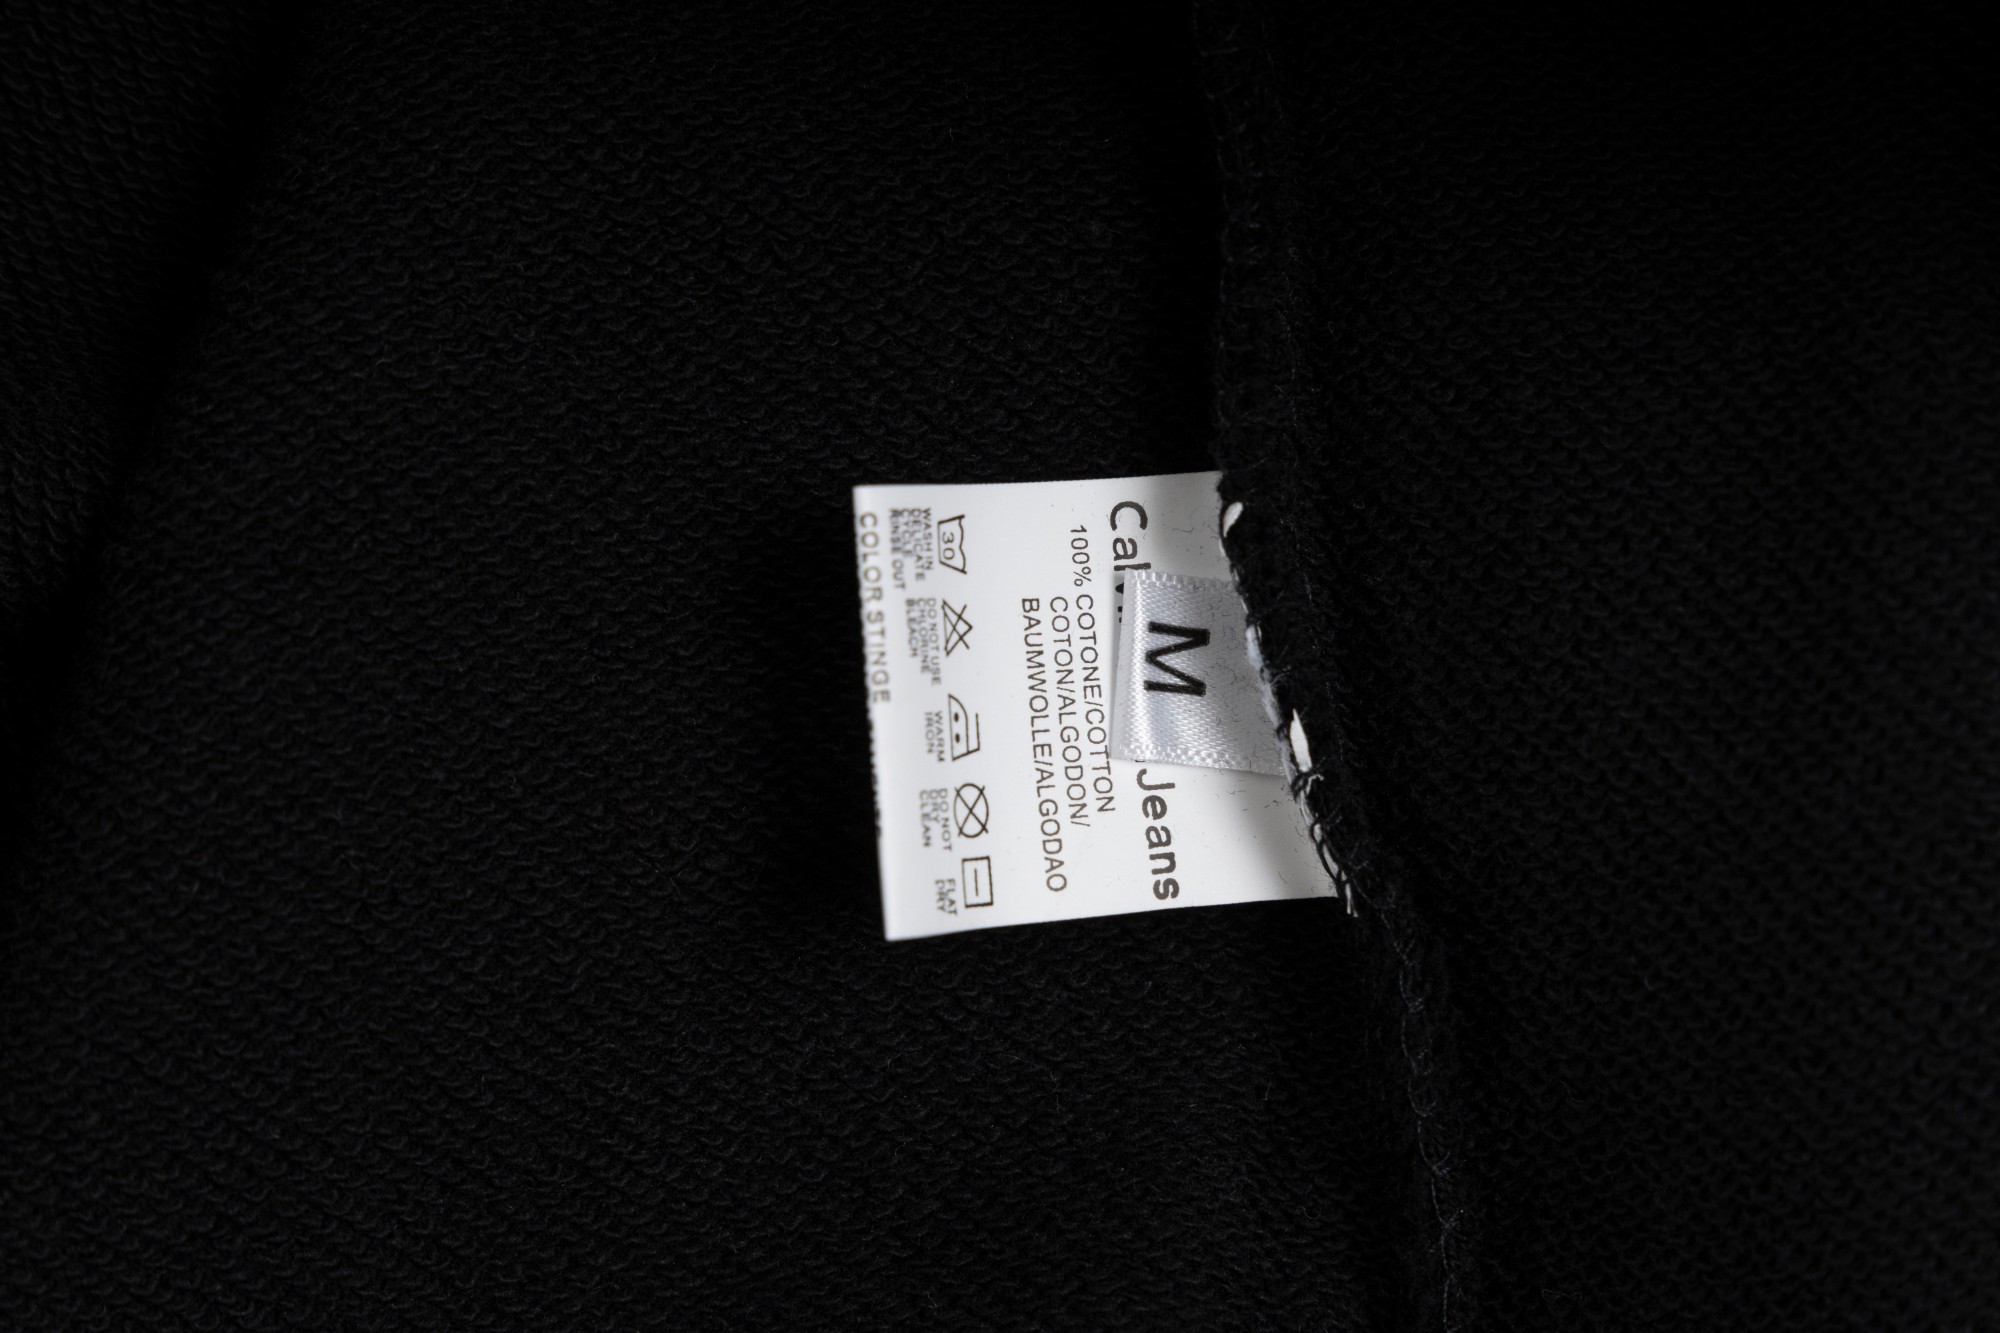 Cal
Jeans
M
100% COTONE/COTTON
COTON/ALGODON/
BAUMWOLLE/ALGODAO
30
WASH IN
DELICATE
CYCLE
RINSE OUT
DO NOT USE
CHLORINE
BLEACH
WARM
IRON
DO NOT
DRY
CLEAN
FLAT
DRY
COLOR STINGE